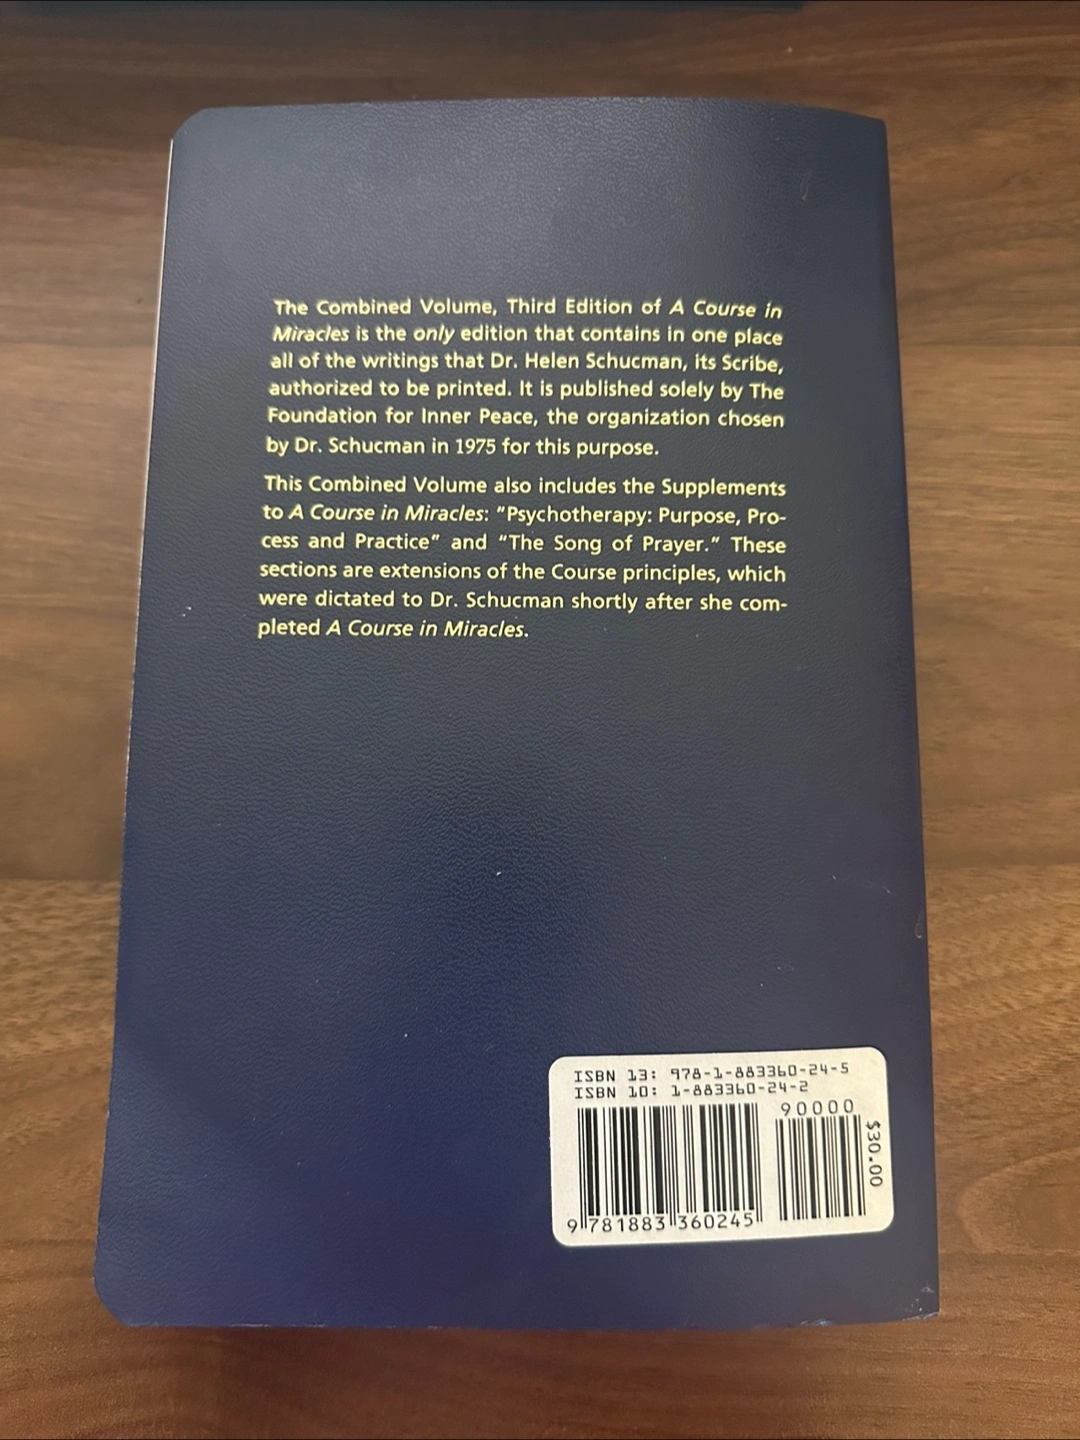 The Combined Volume, Third Edition of A Course in
Miracles is the only edition that contains in one place
all of the writings that Dr. Helen Schucman, its Scribe,
authorized to be printed. It is published solely by The
Foundation for Inner Peace, the organization chosen
by Dr. Schucman in 1975 for this purpose.
This Combined Volume also includes the Supplements
to A Course in Miracles: "Psychotherapy: Purpose, Pro-
cess and Practice" and "The Song of Prayer." These
sections are extensions of the Course principles, which
were dictated to Dr. Schucman shortly after she com-
pleted A Course in Miracles.
ISBN 13: 978-1-883360-24-5
ISBN 10: 1-883360-24-2
90000
$30.00
9 781883 360245